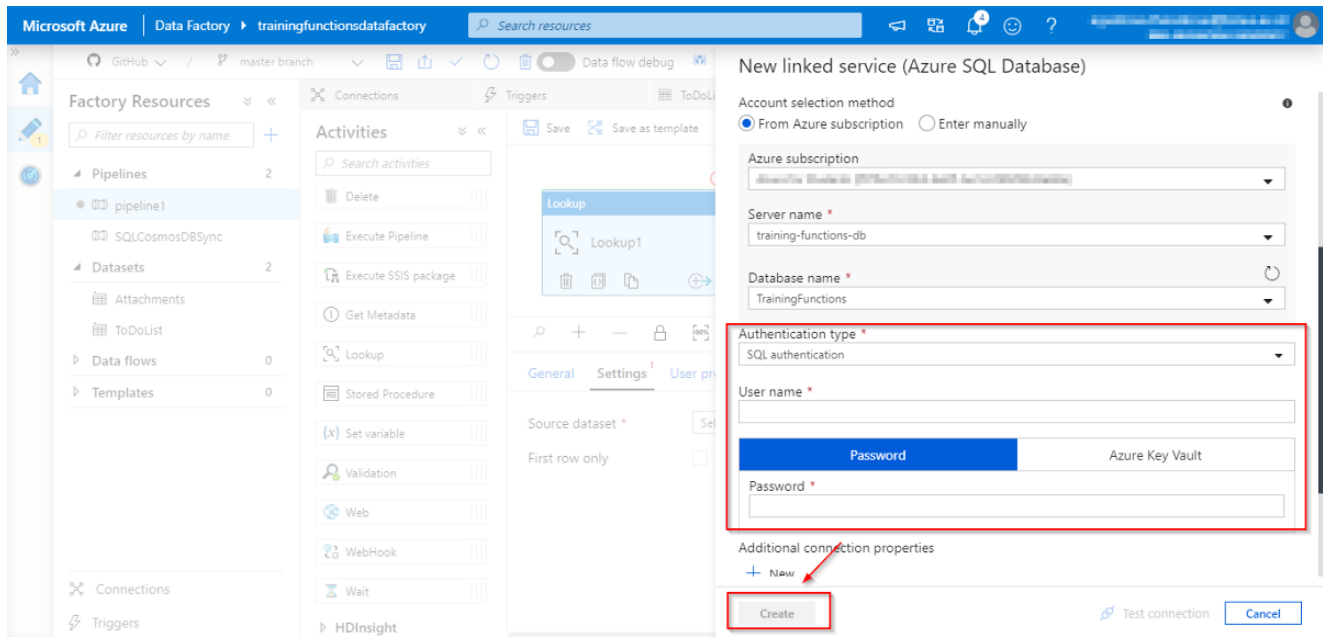 Microsoft Azure
Data Factory
trainingfunctionsdatafactory
Search resources
4
?
»
GitHub
/
master branch
Data flow debug
Factory Resources
«
Filter resources by name
1
Pipelines 2
pipeline1
SQLCosmosDBSync
Datasets 2
Attachments
ToDoList
Data flows 0
Templates 0
Connections
Triggers
Connections
Triggers
ToDoLi
Activities
«
Search activities
Delete
Execute Pipeline
Execute SSIS package
Get Metadata
Lookup
Stored Procedure
{x} Set variable
Validation
Web
WebHook
Wait
HDInsight
Save
Save as template
Lookup
Lookup1
General
Settings 1
User pr
Source dataset * Sel
First row only
New linked service (Azure SQL Database)
Account selection method
From Azure subscription
Enter manually
Azure subscription
Server name *
training-functions-db
Database name *
TrainingFunctions
Authentication type *
SQL authentication
User name *
Password
Azure Key Vault
Password *
Additional connection properties
+ New
Create
Test connection
Cancel